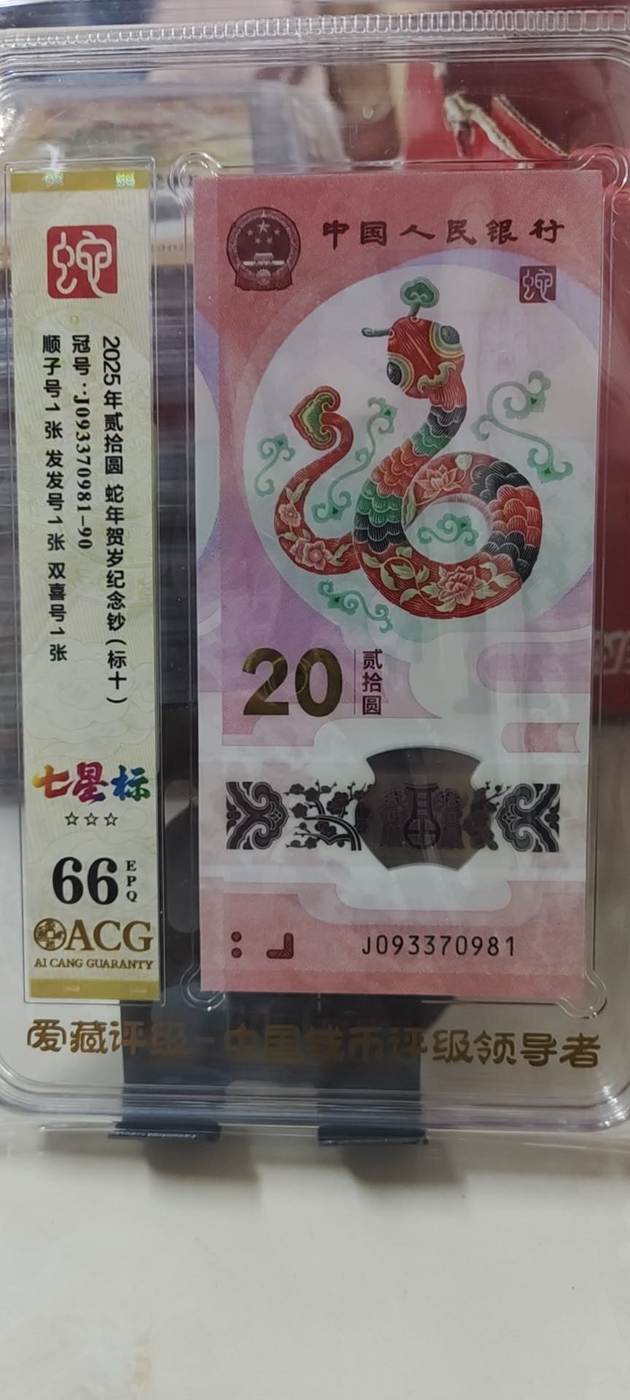 蛇
2025年贰拾圆 蛇年贺岁纪念钞(标十)
冠号:J093370981-90
顺子号1张 发发号1张 双喜号1张
七星标
☆☆☆
66
EPQ
ACG
AI CANG GUARANTY
中国人民银行
蛇
20
贰拾圆
J093370981
爱藏评级-中国钱币评级领导者